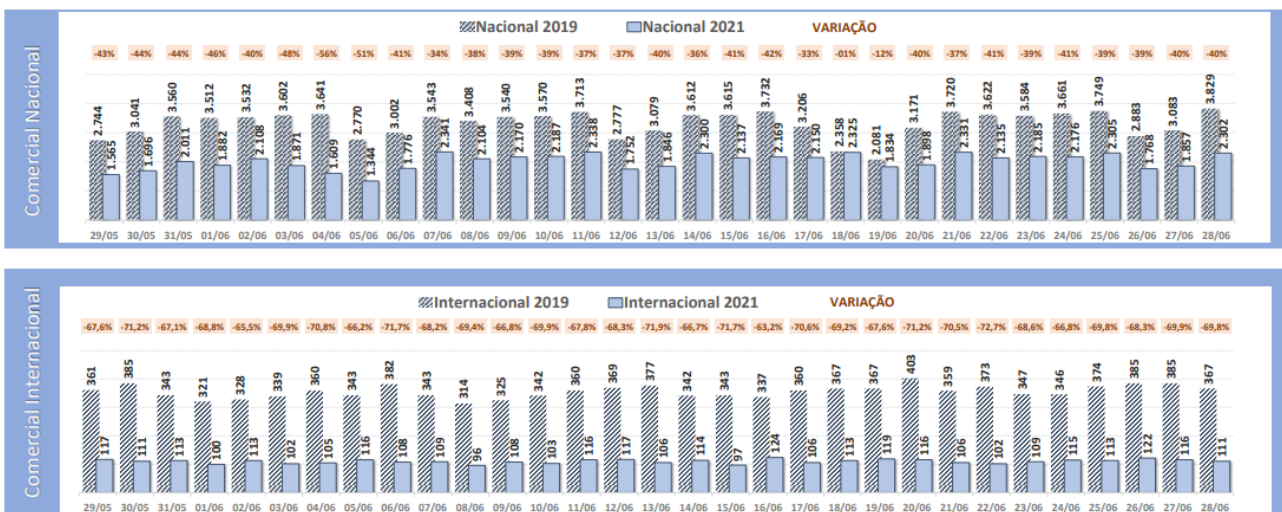 Comercial Nacional
Nacional 2019 Nacional 2021 VARIAÇÃO
-43% -44% -44% -46% -40% -48% -56% -51% -41% -34% -38% -39% -39% -37% -37% -40% -36% -41% -42% -33% -01% -12% -40% -37% -41% -39% -41% -39% -39% -40% -40%
2.744 3.041 3.560 3.512 3.532 3.602 3.641 2.770 3.002 3.543 3.408 3.540 3.570 3.713 2.777 3.079 3.612 3.615 3.732 3.206 2.358 2.081 3.171 3.720 3.622 3.584 3.661 3.749 2.883 3.083 3.829
1.565 1.696 2.011 1.882 2.108 1.871 1.609 1.344 1.776 2.341 2.104 2.170 2.187 2.338 1.752 1.846 2.300 2.137 2.169 2.150 2.325 1.834 1.898 2.331 2.135 2.185 2.176 2.305 1.768 1.857 2.302
29/05 30/05 31/05 01/06 02/06 03/06 04/06 05/06 06/06 07/06 08/06 09/06 10/06 11/06 12/06 13/06 14/06 15/06 16/06 17/06 18/06 19/06 20/06 21/06 22/06 23/06 24/06 25/06 26/06 27/06 28/06
Comercial Internacional
Internacional 2019 Internacional 2021 VARIAÇÃO
-67,6% -71,2% -67,1% -68,8% -65,5% -69,9% -70,8% -66,2% -71,7% -68,2% -69,4% -66,8% -69,9% -67,8% -68,3% -71,9% -66,7% -71,7% -63,2% -70,6% -69,2% -67,6% -71,2% -70,5% -72,7% -68,6% -66,8% -69,8% -68,3% -69,9% -69,8%
361 385 343 321 328 339 360 343 382 343 314 325 342 360 369 377 342 343 337 360 367 367 403 359 373 347 346 374 385 385 367
117 111 113 100 113 102 105 116 108 109 96 108 103 116 117 106 114 97 124 106 113 119 116 106 102 109 115 113 122 116 111
29/05 30/05 31/05 01/06 02/06 03/06 04/06 05/06 06/06 07/06 08/06 09/06 10/06 11/06 12/06 13/06 14/06 15/06 16/06 17/06 18/06 19/06 20/06 21/06 22/06 23/06 24/06 25/06 26/06 27/06 28/06